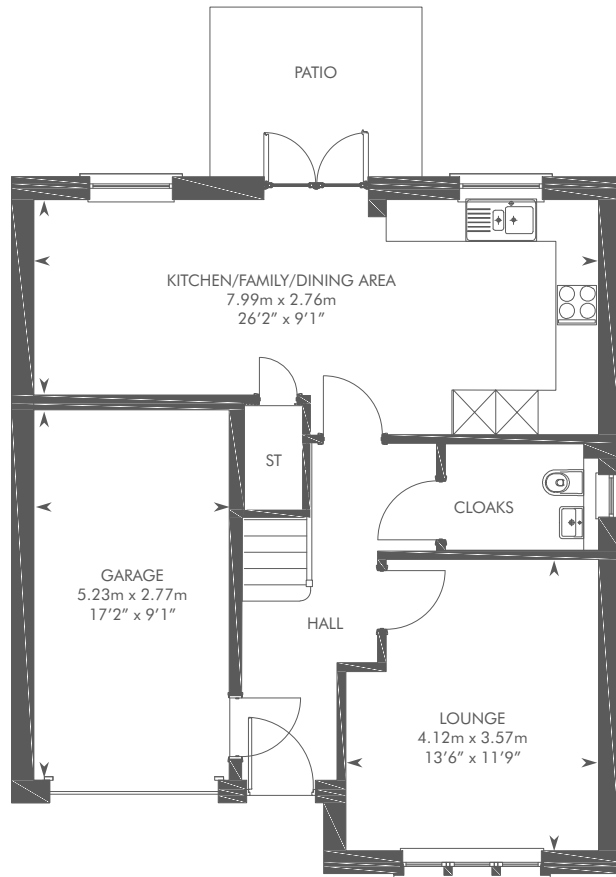 PATIO
KITCHEN/FAMILY/DINING AREA
7.99m x 2.76m
26’2” x 9’1”
ST
CLOAKS
GARAGE
5.23m x 2.77m
17’2” x 9’1”
HALL
LOUNGE
4.12m x 3.57m
13’6” x 11’9”